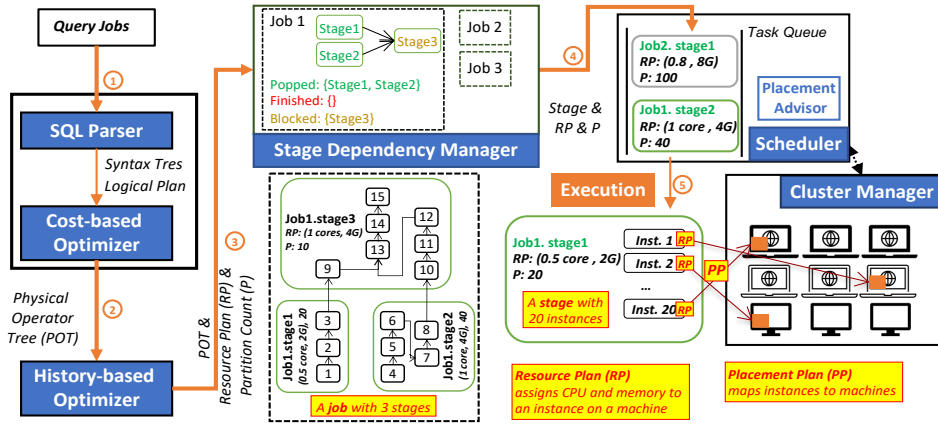 Query Jobs
1
SQL Parser
Syntax Tres
Logical Plan
Cost-based
Optimizer
Physical
Operator
Tree (POT)
2
History-based
Optimizer
3
POT &
Resource Plan (RP) &
Partition Count (P)
Job 1
Stage1
Stage2
Stage3
Popped: {Stage1, Stage2}
Finished: {}
Blocked: {Stage3}
Job 2
Job 3
Stage Dependency Manager
Job1.stage3
RP: (1 cores, 4G)
P: 10
15
14
13
12
11
10
9
Job1.stage1
(0.5 core, 2G), 20
3
2
1
6
5
4
8
7
Job1.stage2
(1 core, 4G), 40
A job with 3 stages
4
Stage &
RP & P
Job2. stage1
RP: (0.8 , 8G)
P: 100
Job1. stage2
RP: (1 core , 4G)
P: 40
Task Queue
Placement
Advisor
Scheduler
5
Execution
Job1. stage1
RP: (0.5 core , 2G)
P: 20
A stage with
20 instances
Inst. 1
RP
Inst. 2
RP
...
Inst. 20
RP
PP
Cluster Manager
Resource Plan (RP)
assigns CPU and memory to
an instance on a machine
Placement Plan (PP)
maps instances to machines